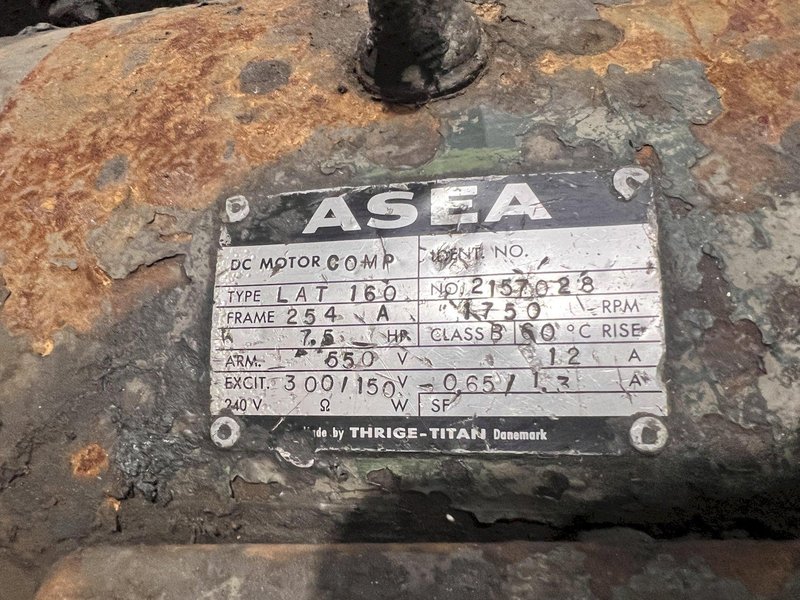 ASEA
DC MOTOR COMP IDENT. NO.
TYPE LAT 160 NO. 2157028
FRAME 254 A 1750 RPM
7.5 HP CLASS B 60 °C RISE
ARM. 550 V 12 A
EXCIT. 300/150 V - 0.65/1.3 A
240 V Ω W SF
Made by THRIGE-TITAN Danemark